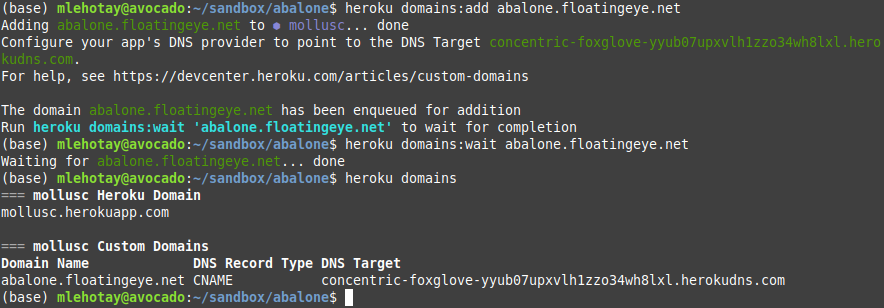 (base) mlehotay@avocado:~/sandbox/abalone$ heroku domains:add abalone.floatingeye.net
Adding abalone.floatingeye.net to ⬢ mollusc... done
Configure your app's DNS provider to point to the DNS Target concentric-foxglove-yyub07upxvlh1zzo34wh8lxl.hero
kudns.com.
For help, see https://devcenter.heroku.com/articles/custom-domains

The domain abalone.floatingeye.net has been enqueued for addition
Run heroku domains:wait 'abalone.floatingeye.net' to wait for completion
(base) mlehotay@avocado:~/sandbox/abalone$ heroku domains:wait abalone.floatingeye.net
Waiting for abalone.floatingeye.net... done
(base) mlehotay@avocado:~/sandbox/abalone$ heroku domains
=== mollusc Heroku Domain
mollusc.herokuapp.com

=== mollusc Custom Domains
Domain Name             DNS Record Type DNS Target
abalone.floatingeye.net CNAME           concentric-foxglove-yyub07upxvlh1zzo34wh8lxl.herokudns.com
(base) mlehotay@avocado:~/sandbox/abalone$